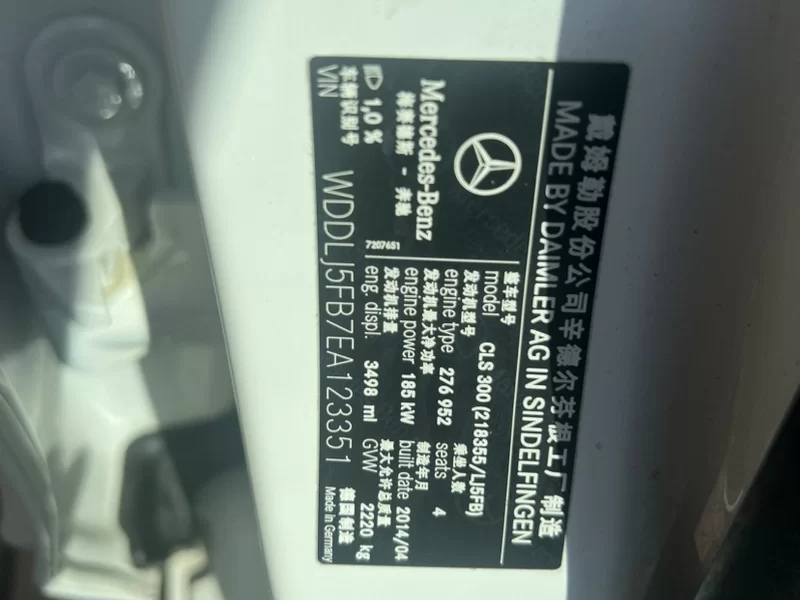 戴姆勒股份公司辛德尔芬根工厂制造
MADE BY DAIMLER AG IN SINDELFINGEN
Mercedes-Benz
梅赛德斯 - 奔驰
整车型号
model CLS 300 (218355/LJ5FB)
发动机型号 乘坐人数
engine type 276 952 seats 4
发动机最大净功率 制造年月
engine power 185 kW built date 2014/04
发动机排量 最大允许总质量
eng. displ. 3498 ml GVW 2220 kg
1,0 %
7207651
车辆识别号 德国制造
VIN WDDLJ5FB7EA123351 Made in Germany